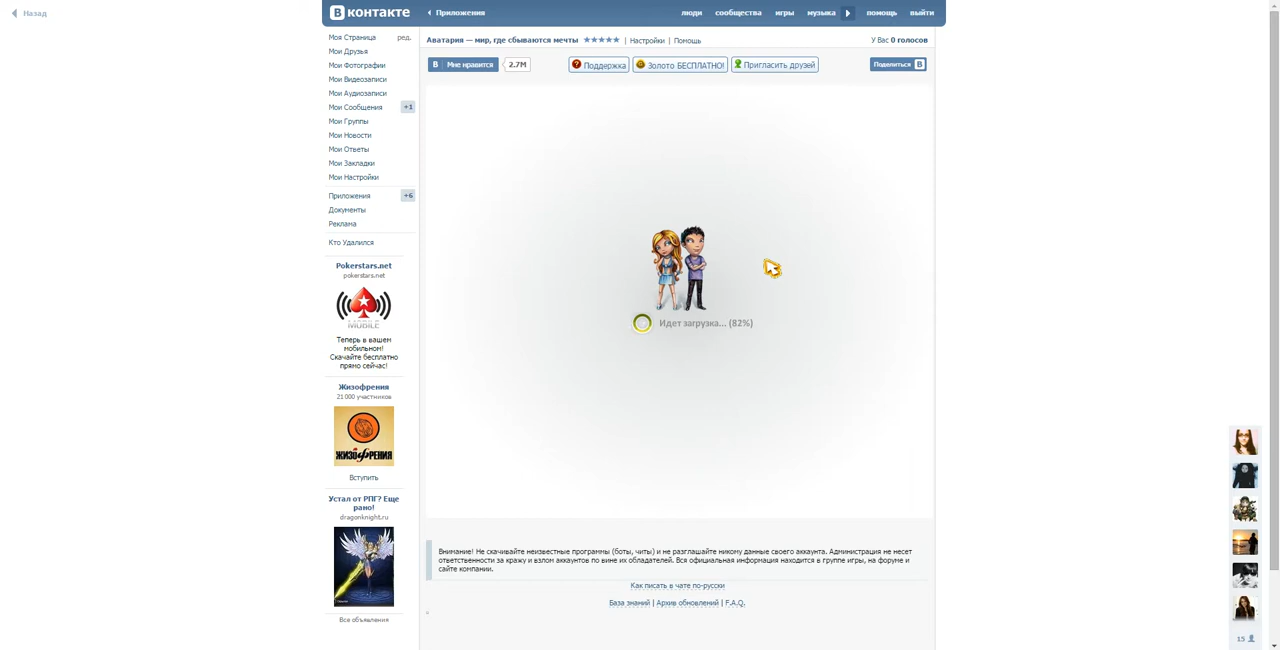 Назад
В контакте
Приложения
люди сообщества игры музыка помощь выйти
Моя Страница ред.
Мои Друзья
Мои Фотографии
Мои Видеозаписи
Мои Аудиозаписи
Мои Сообщения +1
Мои Группы
Мои Новости
Мои Ответы
Мои Закладки
Мои Настройки
Приложения +6
Документы
Реклама
Кто Удалился
Pokerstars.net
pokerstars.net
MOBILE
Теперь в вашем
мобильном!
Скачайте бесплатно
прямо сейчас!
Жизофрения
21 000 участников
ЖИЗОФРЕНИЯ
Вступить
Устал от РПГ? Еще
рано!
dragonknight.ru
Все объявления
Аватария — мир, где сбываются мечты | Настройки | Помощь
У Вас 0 голосов
В Мне нравится 2.7M
Поддержка
Золото БЕСПЛАТНО!
Пригласить друзей
Поделиться В
Идет загрузка... (82%)
Внимание! Не скачивайте неизвестные программы (боты, читы) и не разглашайте никому данные своего аккаунта. Администрация не несет
ответственности за кражу и взлом аккаунтов по вине их обладателей. Вся официальная информация находится в группе игры, на форуме и
сайте компании.
Как писать в чате по-русски
База знаний | Архив обновлений | F.A.Q.
15